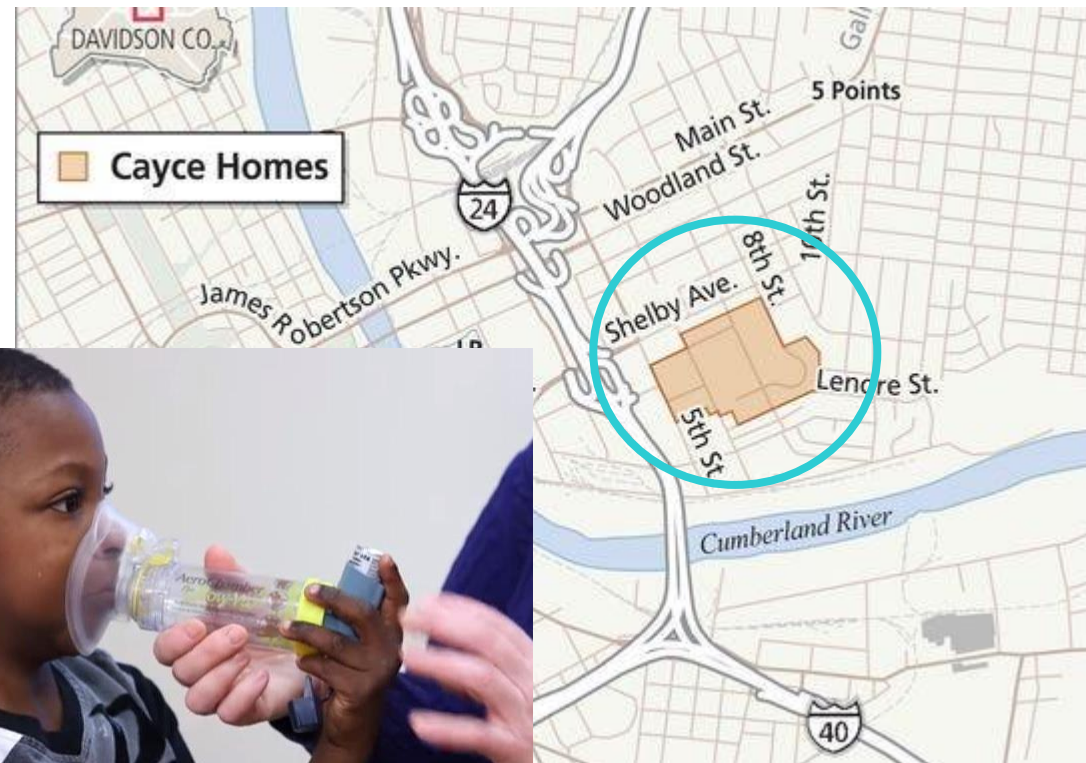 DAVIDSON CO.
Cayce Homes
5 Points
Main St.
Woodland St.
24
10th St.
8th St.
James Robertson Pkwy.
Shelby Ave.
Lenore St.
5th St.
Cumberland River
AeroChamber
40